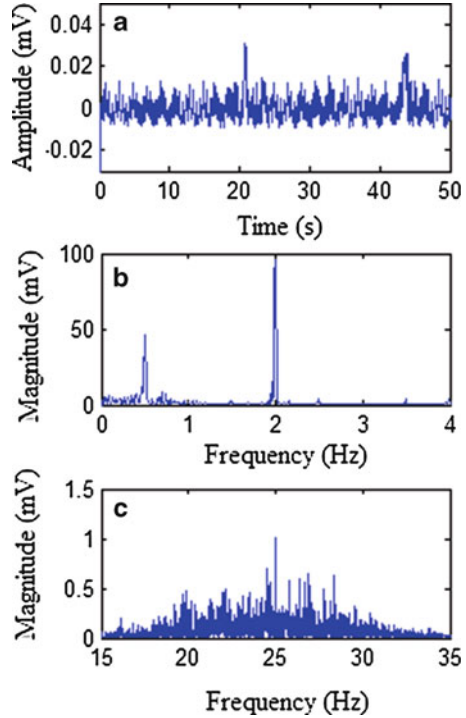 a
Amplitude (mV)
0.04
0.02
0
-0.02
0 10 20 30 40 50
Time (s)
b
Magnitude (mV)
100
50
0
0 1 2 3 4
Frequency (Hz)
c
Magnitude (mV)
1.5
1
0.5
0
15 20 25 30 35
Frequency (Hz)